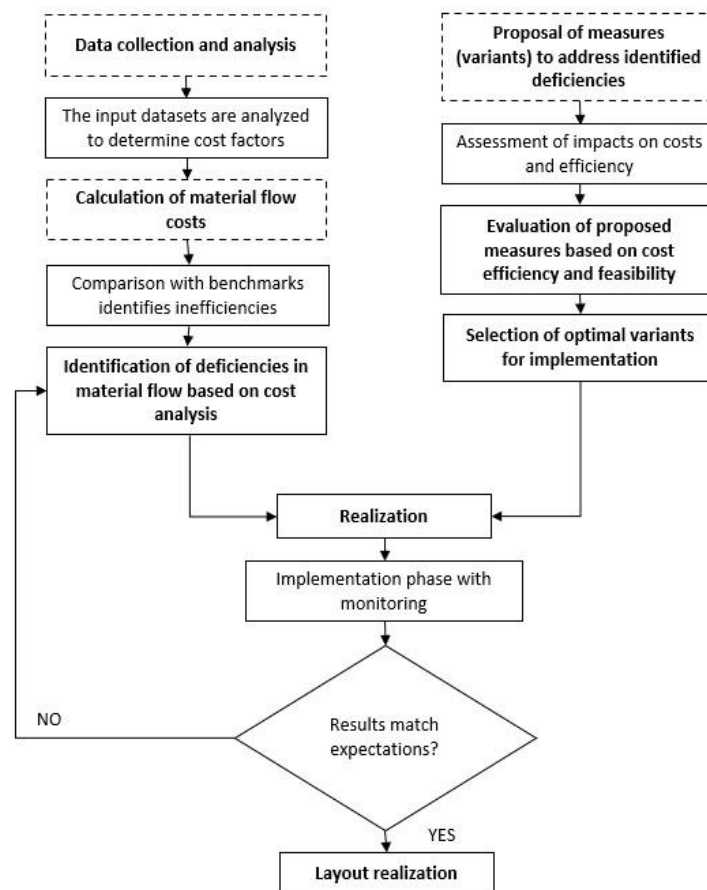 Data collection and analysis
The input datasets are analyzed
to determine cost factors
Calculation of material flow
costs
Comparison with benchmarks
identifies inefficiencies
Identification of deficiencies in
material flow based on cost
analysis
Proposal of measures
(variants) to address identified
deficiencies
Assessment of impacts on costs
and efficiency
Evaluation of proposed
measures based on cost
efficiency and feasibility
Selection of optimal variants
for implementation
Realization
Implementation phase with
monitoring
Results match
expectations?
NO
YES
Layout realization